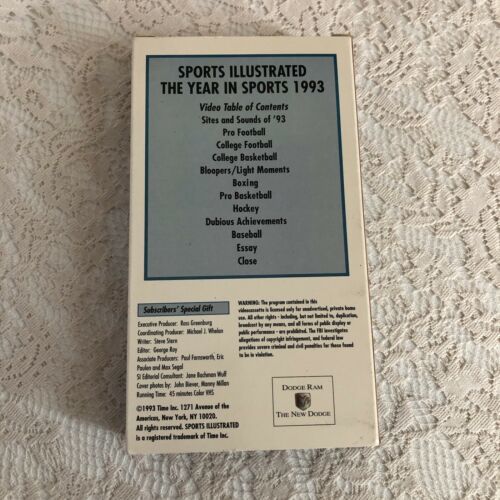 SPORTS ILLUSTRATED
THE YEAR IN SPORTS 1993
Video Table of Contents
Sites and Sounds of '93
Pro Football
College Football
College Basketball
Bloopers/Light Moments
Boxing
Pro Basketball
Hockey
Dubious Achievements
Baseball
Essay
Close
Subscribers' Special Gift
Executive Producer: Ross Greenburg
Coordinating Producer: Michael J. Whelan
Writer: Steve Stern
Editor: George Roy
Associate Producers: Paul Farnsworth, Eric
Paulen and Max Segal
SI Editorial Consultant: Jane Bachman Wulf
Cover photos by: John Biever, Manny Millan
Running Time: 45 minutes Color VHS
©1993 Time Inc. 1271 Avenue of the
Americas, New York, NY 10020.
All rights reserved. SPORTS ILLUSTRATED
is a registered trademark of Time Inc.
WARNING: The program contained in this
videocassette is licensed only for unadvertised, private home
use. All other rights - including, but not limited to, duplication,
broadcast by any means, and all forms of public display or
public performance - are prohibited. The FBI investigates
allegations of copyright infringement, and federal law
provides severe criminal and civil penalties for those found
to be in violation.
DODGE RAM
THE NEW DODGE